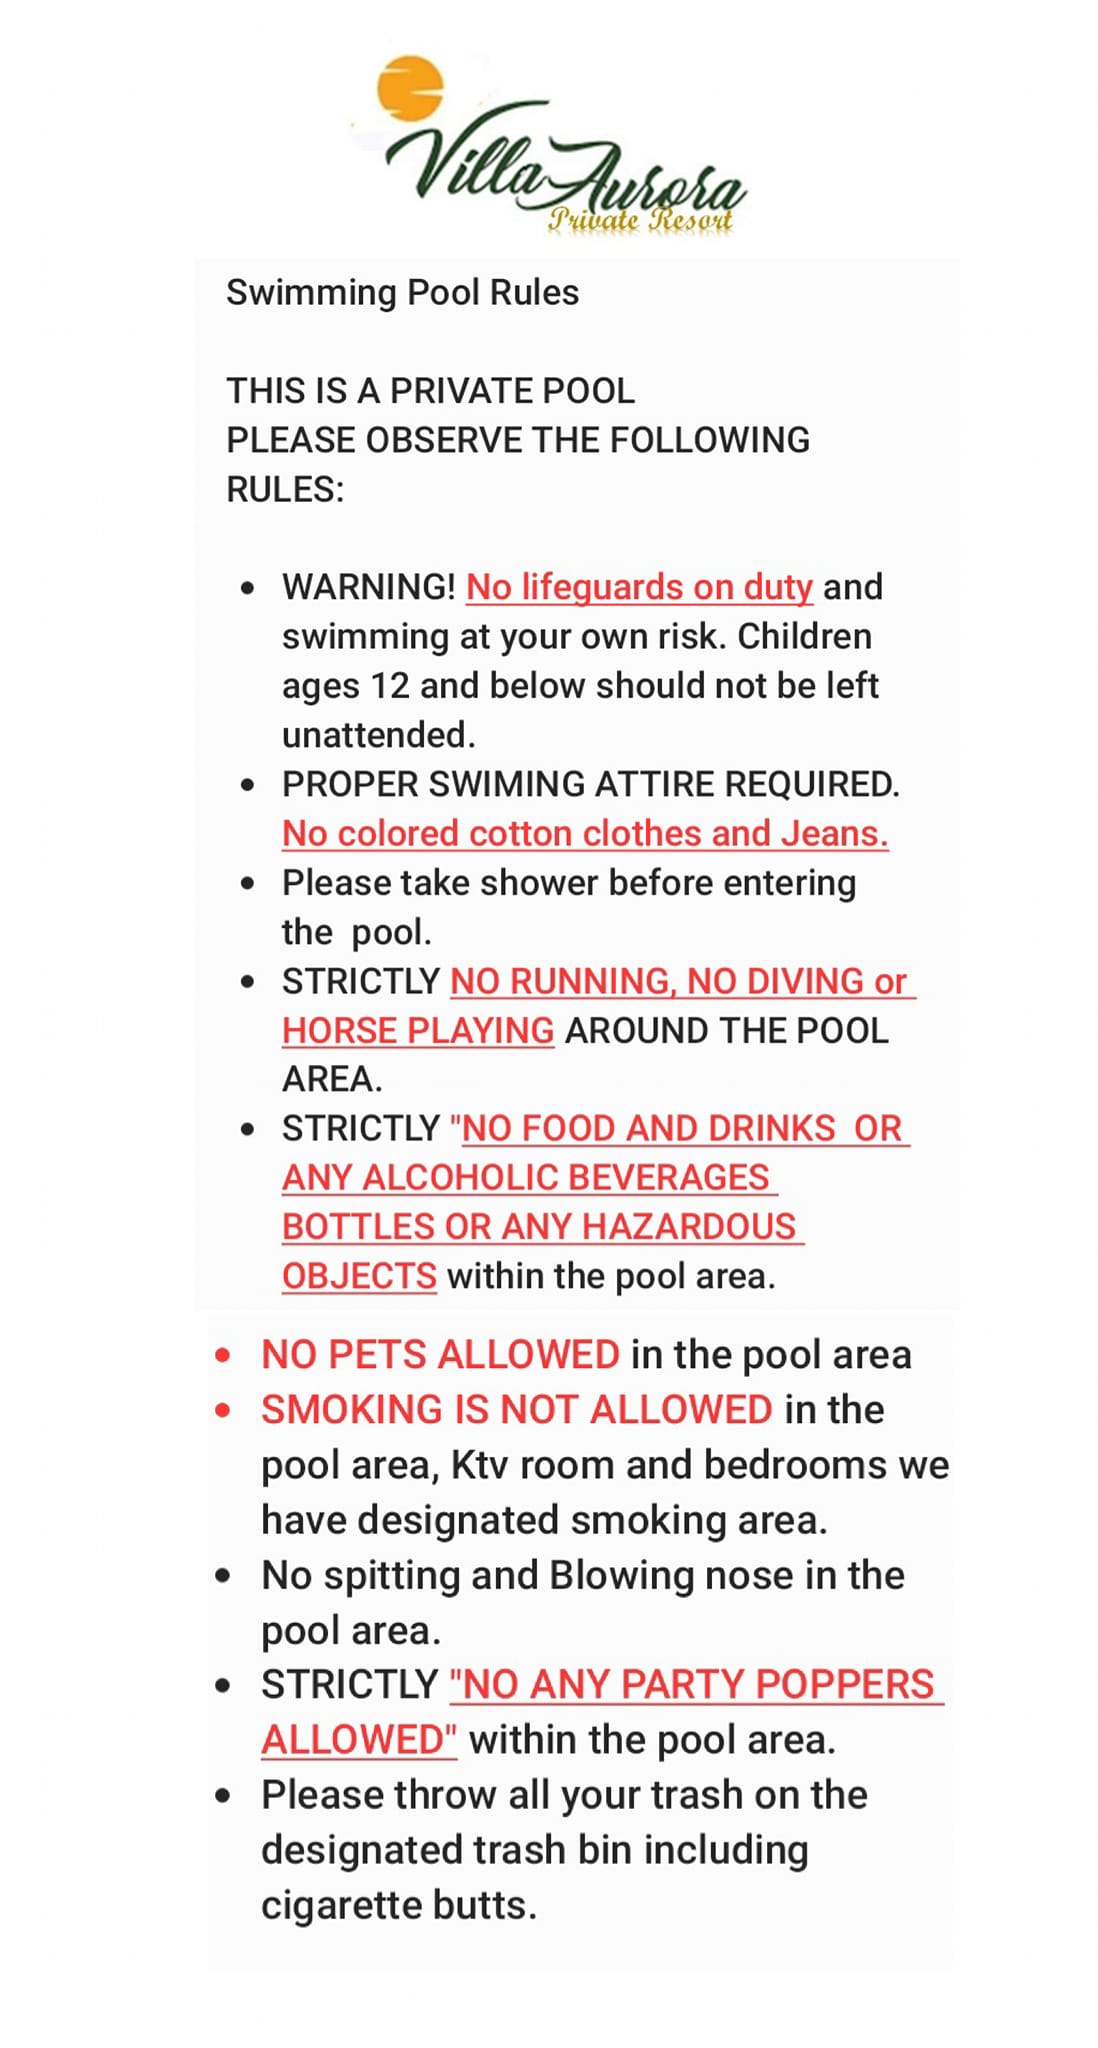 Villa Aurora
Private Resort
Swimming Pool Rules
THIS IS A PRIVATE POOL
PLEASE OBSERVE THE FOLLOWING
RULES:
• WARNING! No lifeguards on duty and
swimming at your own risk. Children
ages 12 and below should not be left
unattended.
• PROPER SWIMING ATTIRE REQUIRED.
No colored cotton clothes and Jeans.
• Please take shower before entering
the pool.
• STRICTLY NO RUNNING, NO DIVING or
HORSE PLAYING AROUND THE POOL
AREA.
• STRICTLY "NO FOOD AND DRINKS OR
ANY ALCOHOLIC BEVERAGES
BOTTLES OR ANY HAZARDOUS
OBJECTS within the pool area.
• NO PETS ALLOWED in the pool area
• SMOKING IS NOT ALLOWED in the
pool area, Ktv room and bedrooms we
have designated smoking area.
• No spitting and Blowing nose in the
pool area.
• STRICTLY "NO ANY PARTY POPPERS
ALLOWED" within the pool area.
• Please throw all your trash on the
designated trash bin including
cigarette butts.